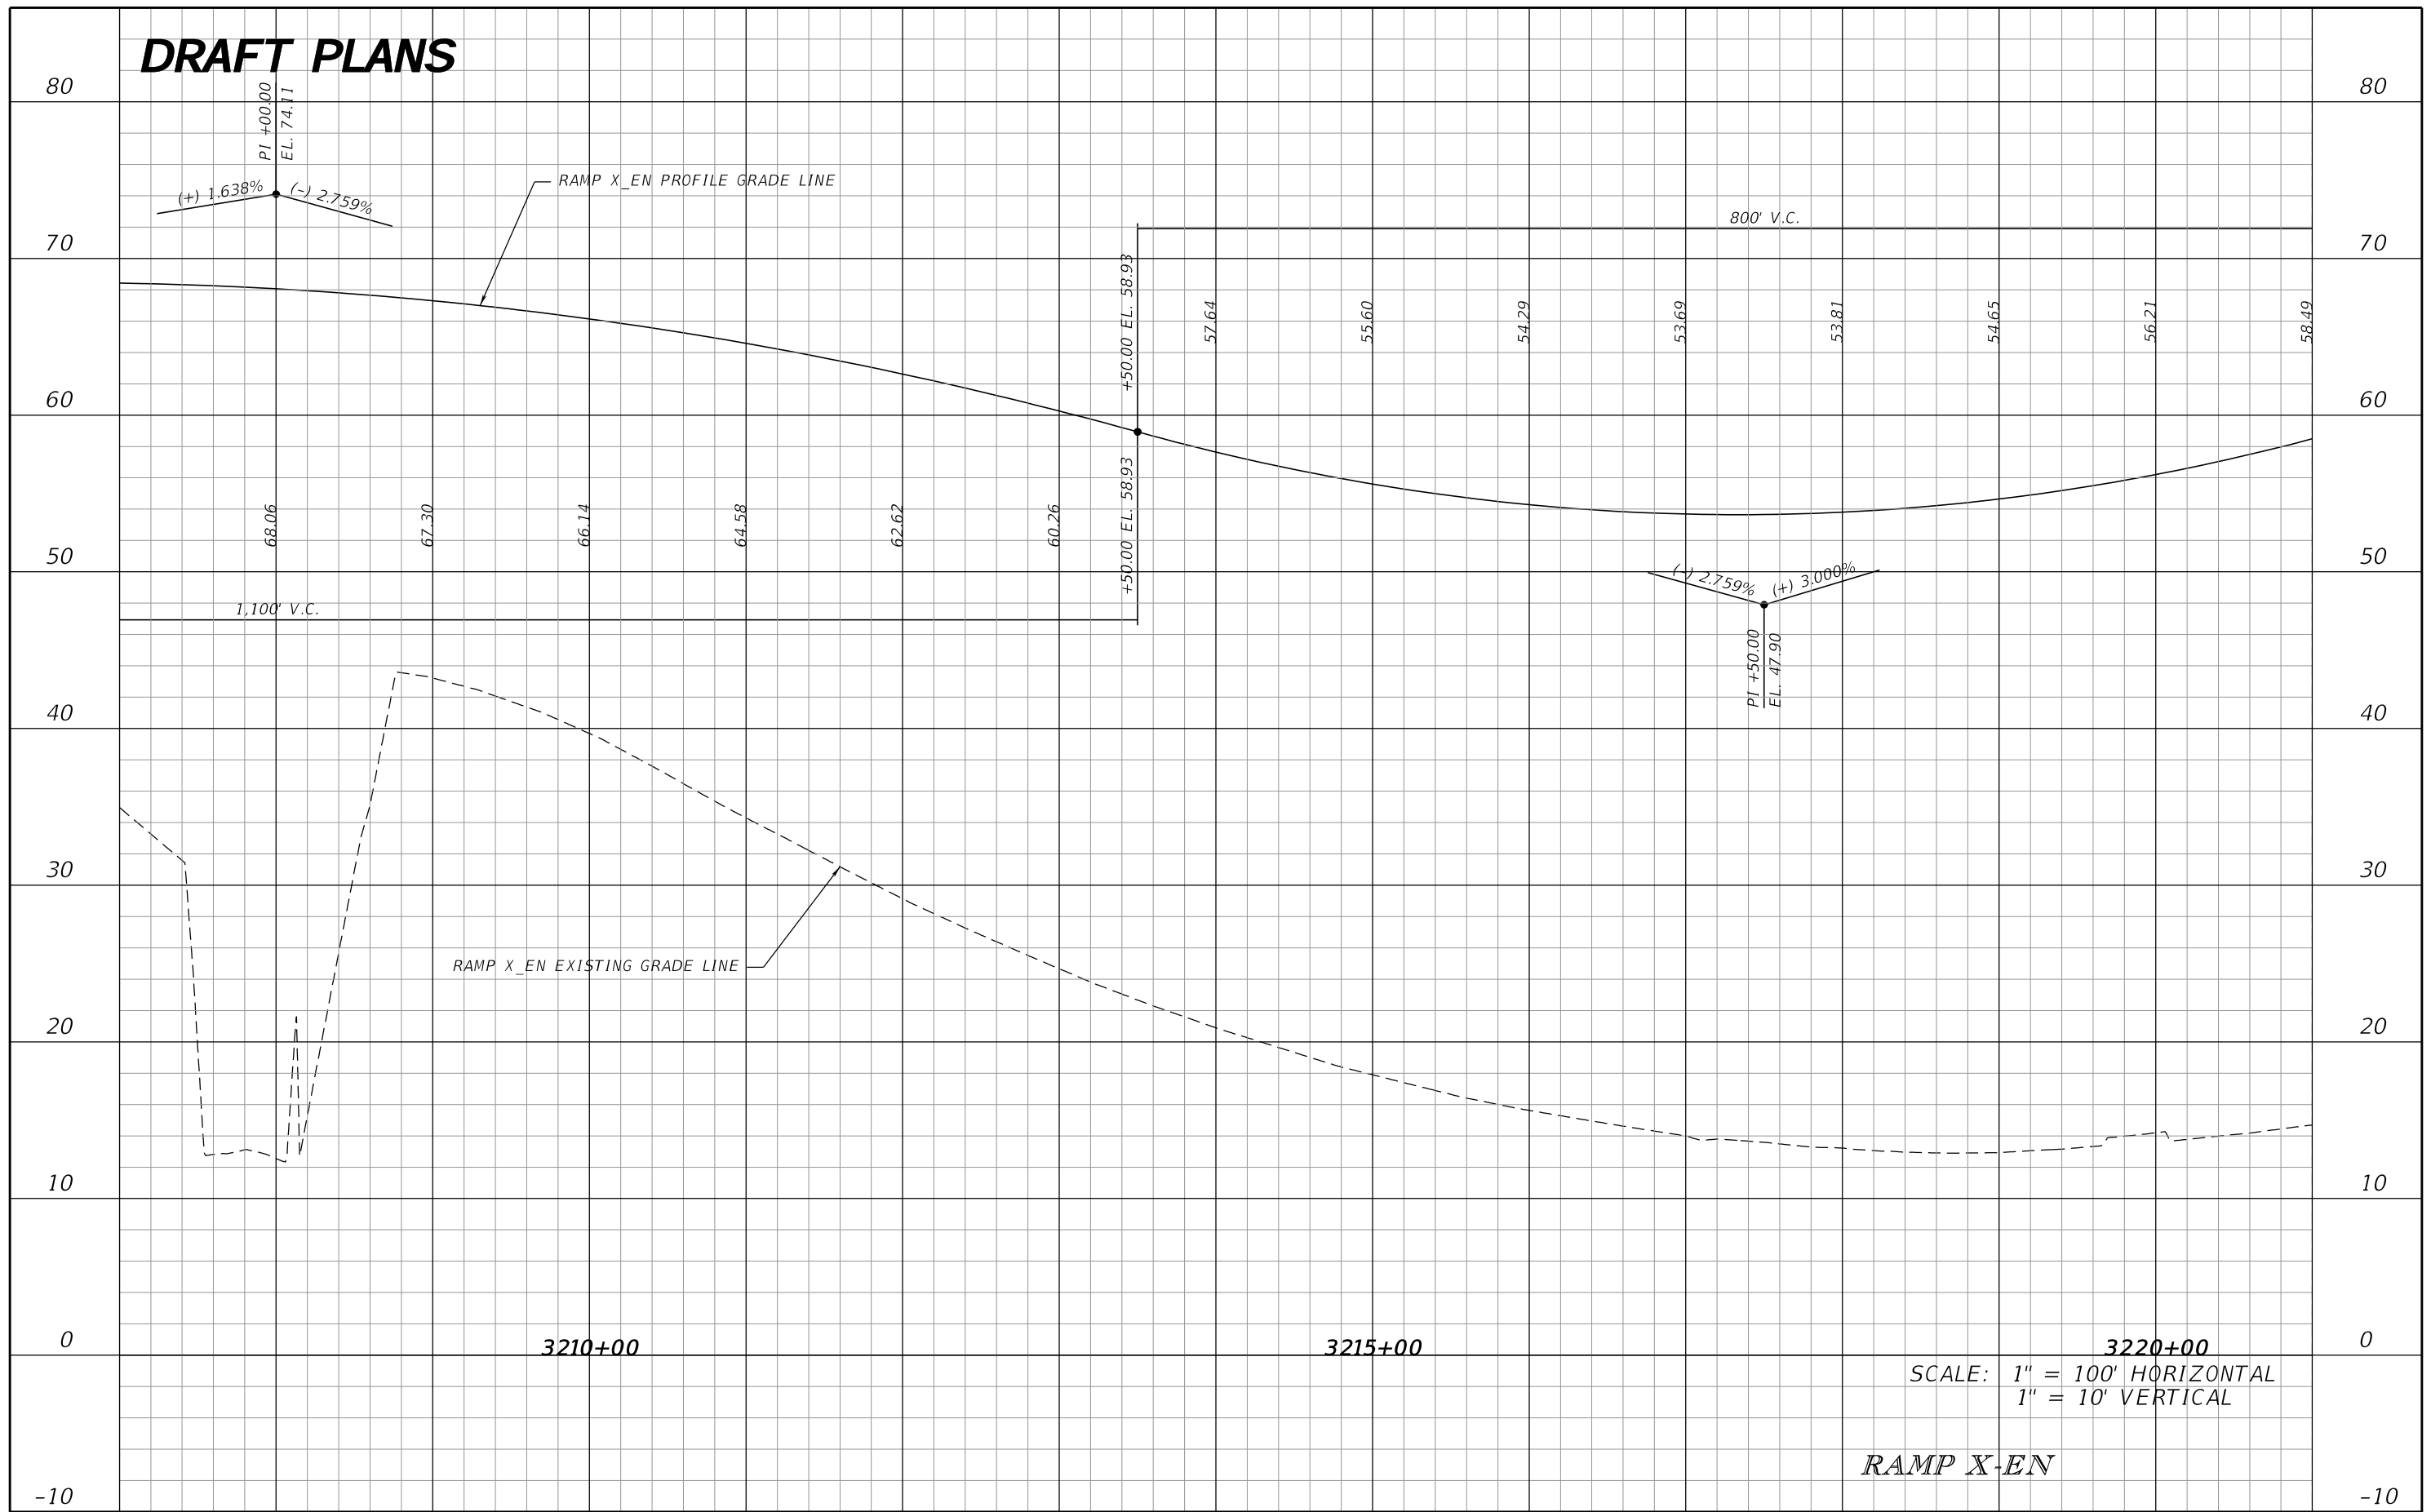 DRAFT PLANS
80
80
PI +00.00
EL. 74.11
(+) 1.638%
(-) 2.759%
RAMP X_EN PROFILE GRADE LINE
800' V.C.
70
70
+50.00 EL. 58.93
57.64
55.60
54.29
53.69
53.81
54.65
56.21
58.49
60
60
68.06
67.30
66.14
64.58
62.62
60.26
+50.00 EL. 58.93
50
50
(-) 2.759%
(+) 3.000%
1,100' V.C.
PI +50.00
EL. 47.90
40
40
30
30
RAMP X_EN EXISTING GRADE LINE
20
20
10
10
0
3210+00
3215+00
3220+00
0
SCALE: 1" = 100' HORIZONTAL
1" = 10' VERTICAL
RAMP X-EN
-10
-10